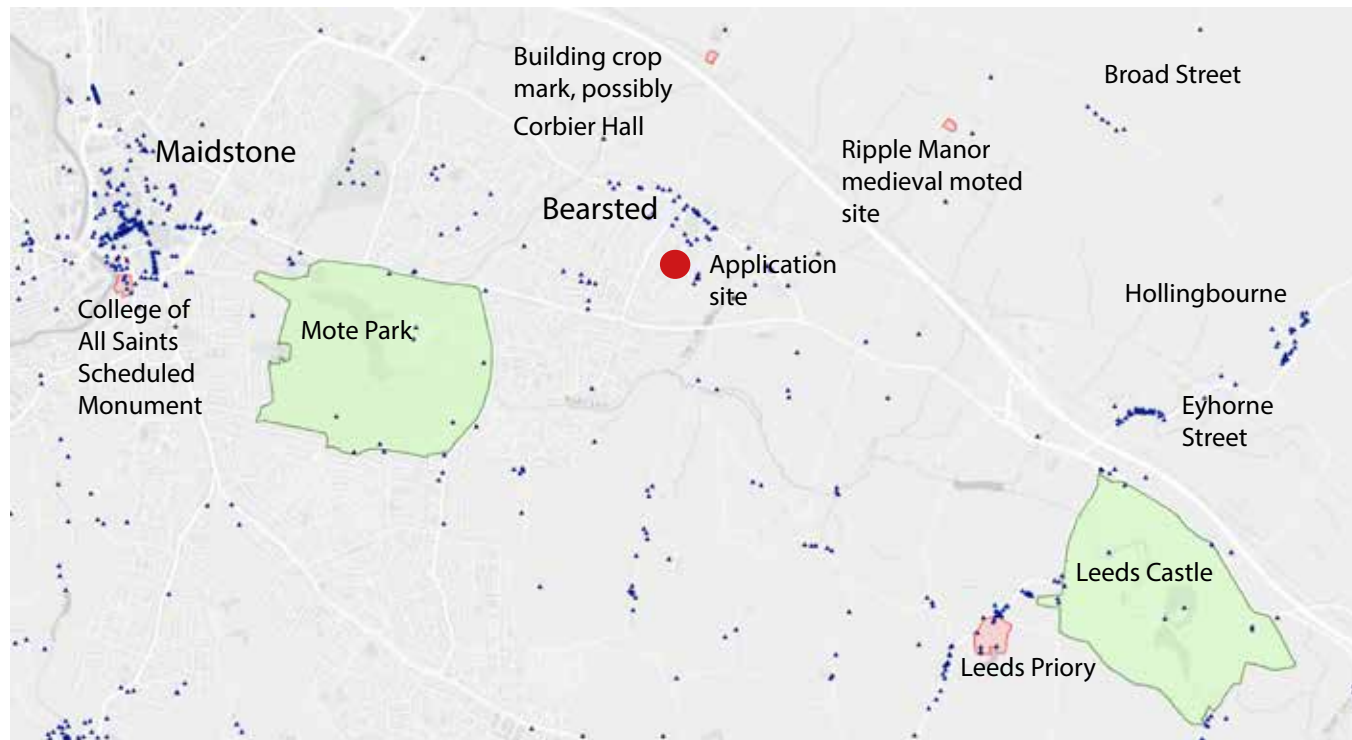 Building crop
mark, possibly
Corbier Hall
Broad Street
Maidstone
Ripple Manor
medieval moted
site
Bearsted
Application
site
Hollingbourne
College of
All Saints
Scheduled
Monument
Mote Park
Eyhorne
Street
Leeds Castle
Leeds Priory